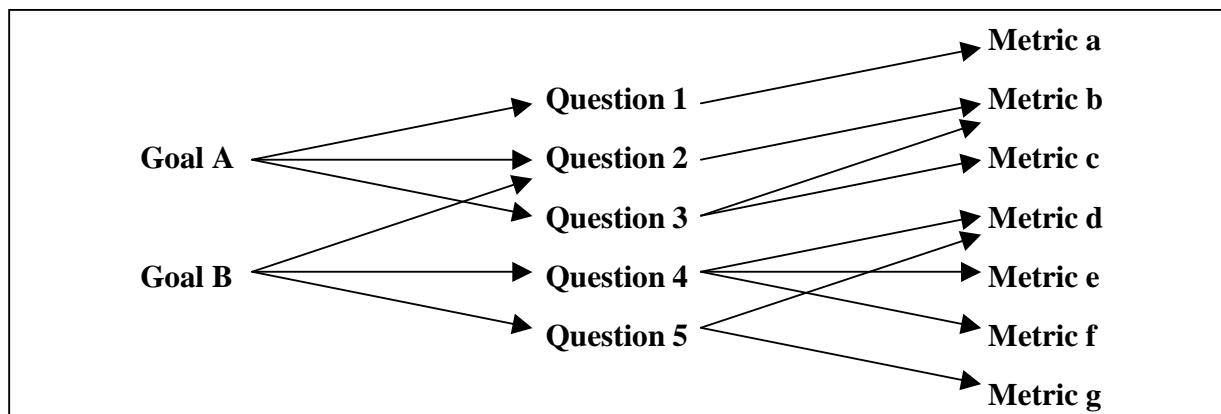 Goal A
Goal B
Question 1
Question 2
Question 3
Question 4
Question 5
Metric a
Metric b
Metric c
Metric d
Metric e
Metric f
Metric g